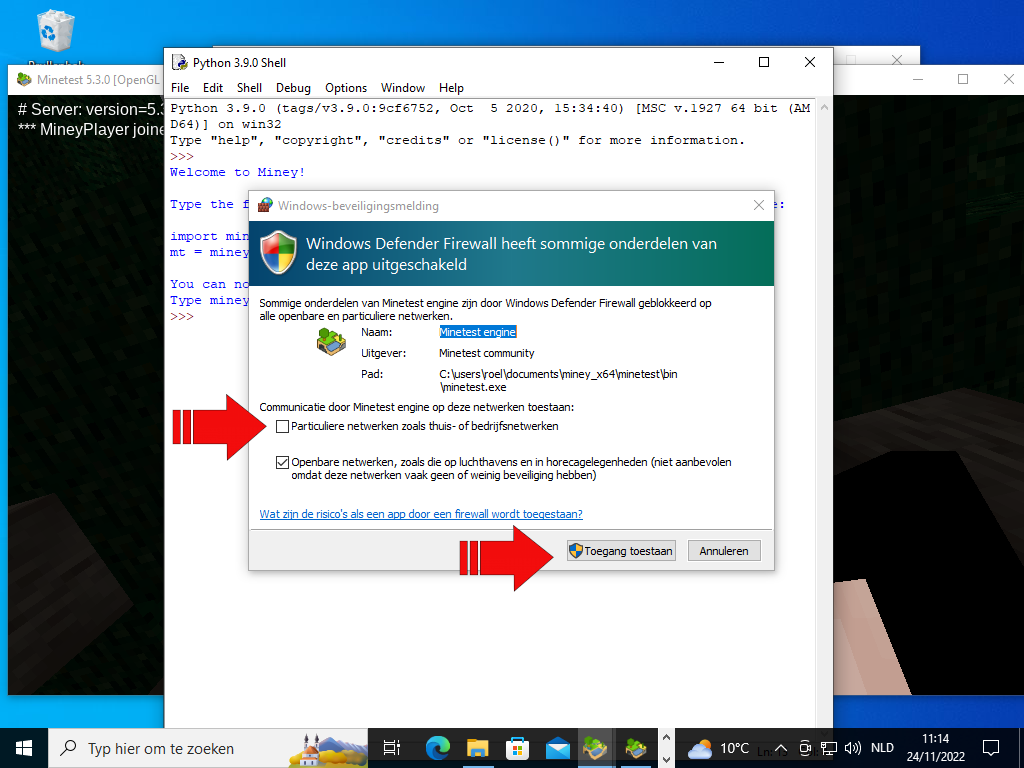 Minetest 5.3.0 [OpenGL
# Server: version=5.3
*** MineyPlayer joine
Python 3.9.0 Shell
File Edit Shell Debug Options Window Help
Python 3.9.0 (tags/v3.9.0:9cf6752, Oct  5 2020, 15:34:40) [MSC v.1927 64 bit (AM
D64)] on win32
Type "help", "copyright", "credits" or "license()" for more information.
>>>
Welcome to Miney!
Type the f
e:
import min
mt = miney
You can no
Type miney
>>>
Windows-beveiligingsmelding
Windows Defender Firewall heeft sommige onderdelen van
deze app uitgeschakeld
Sommige onderdelen van Minetest engine zijn door Windows Defender Firewall geblokkeerd op
alle openbare en particuliere netwerken.
Naam: Minetest engine
Uitgever: Minetest community
Pad: C:\users\roel\documents\miney_x64\minetest\bin
\minetest.exe
Communicatie door Minetest engine op deze netwerken toestaan:
Particuliere netwerken zoals thuis- of bedrijfsnetwerken
Openbare netwerken, zoals die op luchthavens en in horecagelegenheden (niet aanbevolen
omdat deze netwerken vaak geen of weinig beveiliging hebben)
Wat zijn de risico's als een app door een firewall wordt toegestaan?
Toegang toestaan Annuleren
Typ hier om te zoeken
10°C
NLD
11:14
24/11/2022